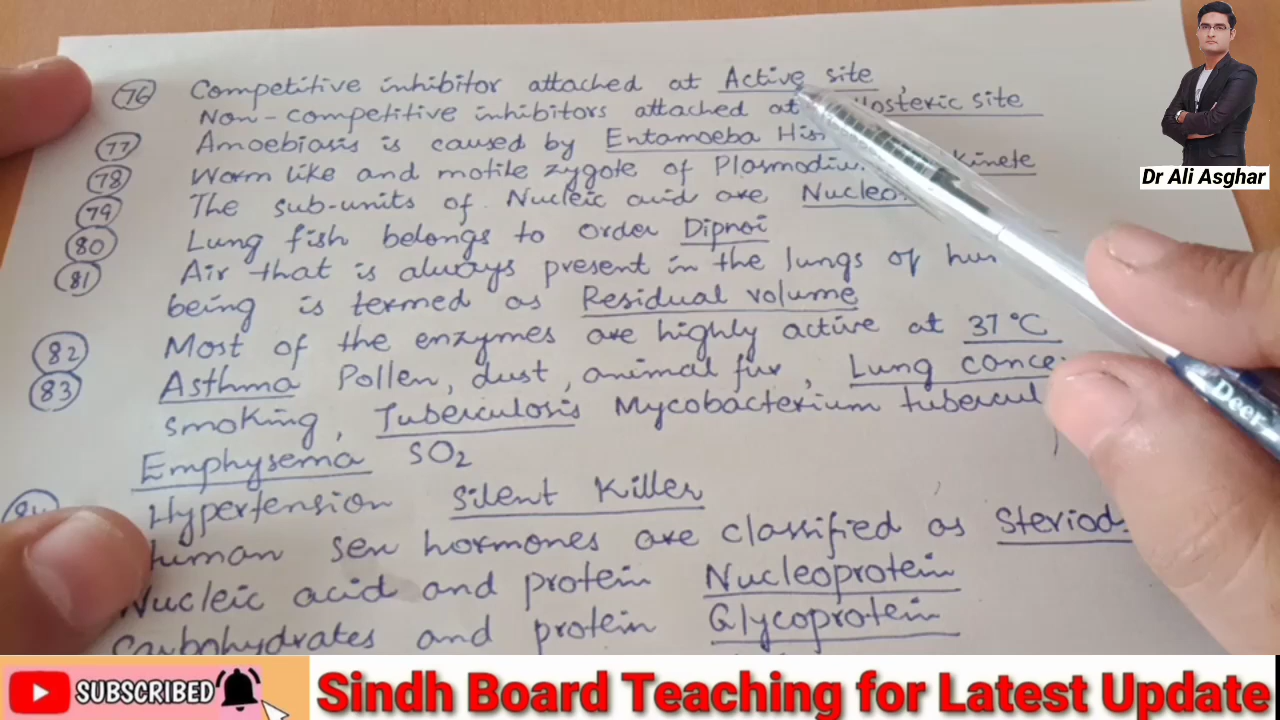 Dr Ali Asghar
76 Competitive inhibitor attached at Active site,
Non-competitive inhibitors attached at llosteric site
77 Amoebiasis is caused by Entamoeba His
78 Worm like and motile zygote of Plasmodiu kinete
79 The sub-units of Nucleic acid are Nucleo
80 Lung fish belongs to order Dipnoi
81 Air that is always present in the lungs of hu
being is termed as Residual volume
82 Most of the enzymes are highly active at 37°C
83 Asthma Pollen, dust, animal fur, Lung cance
smoking, Tuberculosis Mycobacterium tubercul
Emphysema SO2
Hypertension Silent Killer
Human sex hormones are classified as Steriod
Nucleic acid and protein Nucleoprotein
Carbohydrates and protein Glycoprotein
Deer
SUBSCRIBED
Sindh Board Teaching for Latest Update